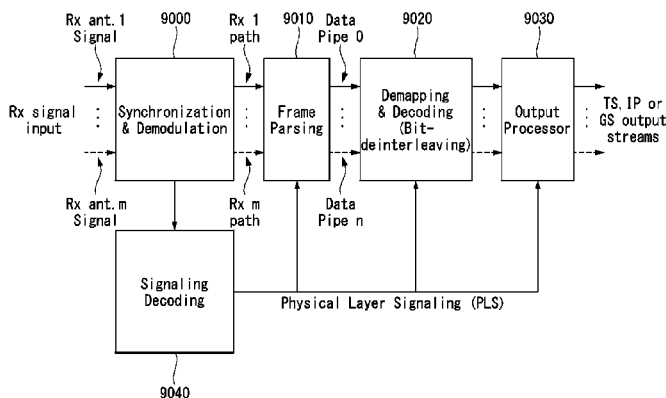 Rx ant.1
Signal
9000
Rx 1
path
9010
Data
Pipe 0
9020
9030
Rx signal
input
Synchronization
& Demodulation
Frame
Parsing
Demapping
& Decoding
(Bit-
deinterleaving)
Output
Processor
TS, IP or
GS output
streams
Rx ant.m
Signal
Rx m
path
Data
Pipe n
Signaling
Decoding
Physical Layer Signaling (PLS)
9040